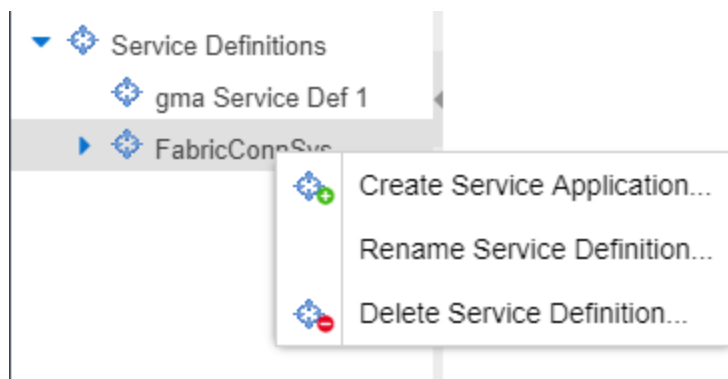 Service Definitions
gma Service Def 1
FabricConnSys
Create Service Application...
Rename Service Definition...
Delete Service Definition...